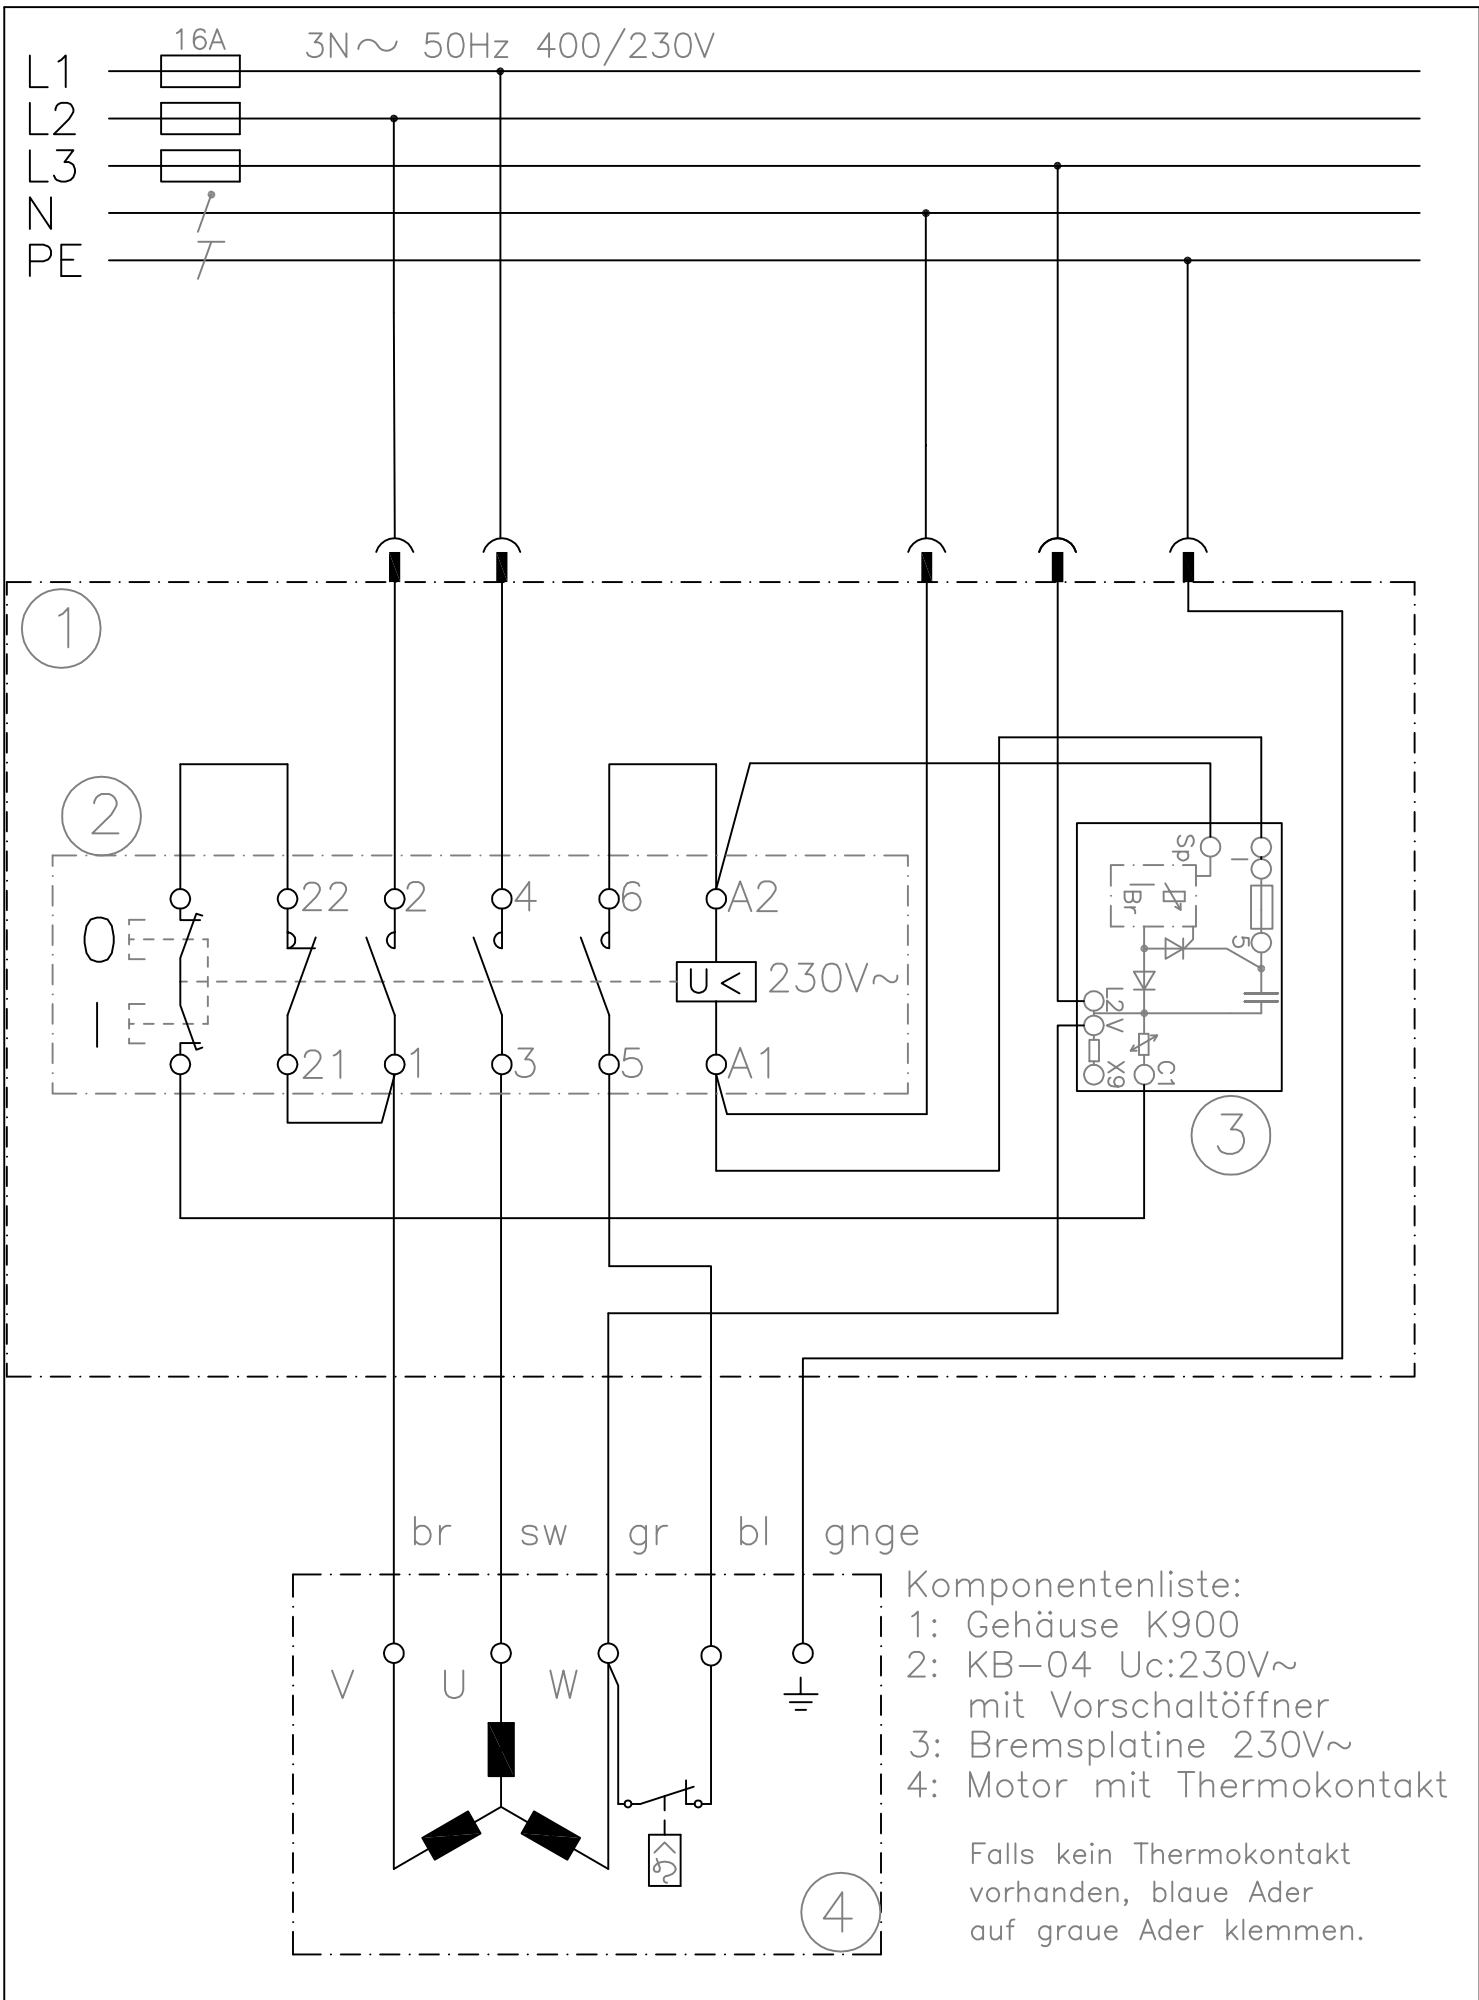 16A
3N~ 50Hz 400/230V
L1
L2
L3
N
PE
1
2
22
2
4
6
A2
0
U<
230V~
I
21
1
3
5
A1
Sp
I
Br
5
L2
V
X9
C1
3
br
sw
gr
bl
gnge
V
U
W
4
Komponentenliste:
1: Gehäuse K900
2: KB-04 Uc:230V~
mit Vorschaltöffner
3: Bremsplatine 230V~
4: Motor mit Thermokontakt
Falls kein Thermokontakt
vorhanden, blaue Ader
auf graue Ader klemmen.